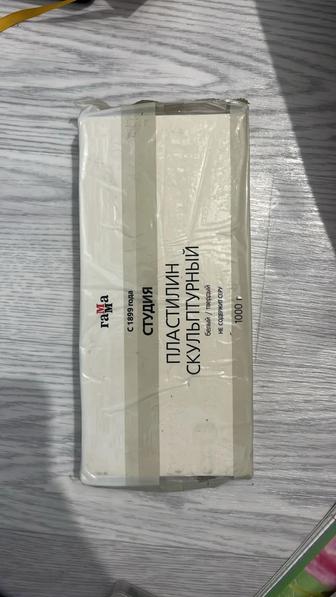 гамма
С 1899 года
СТУДИЯ
ПЛАСТИЛИН
СКУЛЬПТУРНЫЙ
белый / твердый
НЕ СОДЕРЖИТ СЕРУ
1000 г